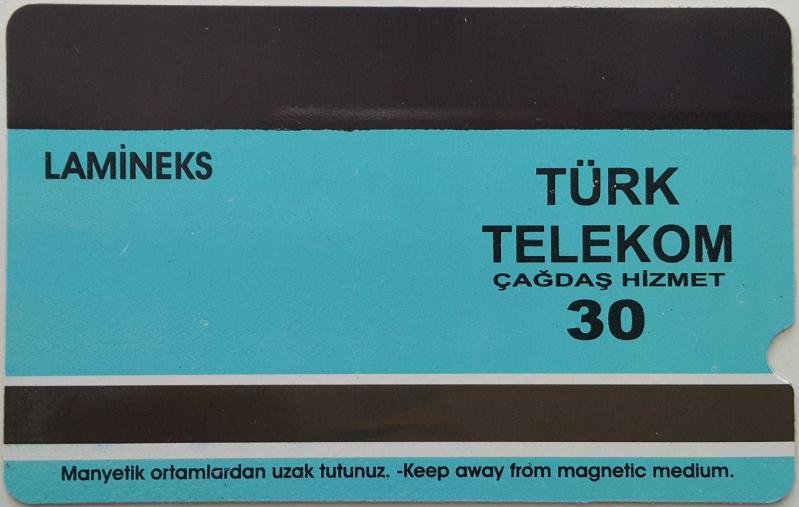 LAMİNEKS
TÜRK
TELEKOM
ÇAĞDAŞ HİZMET
30
Manyetik ortamlardan uzak tutunuz. -Keep away from magnetic medium.